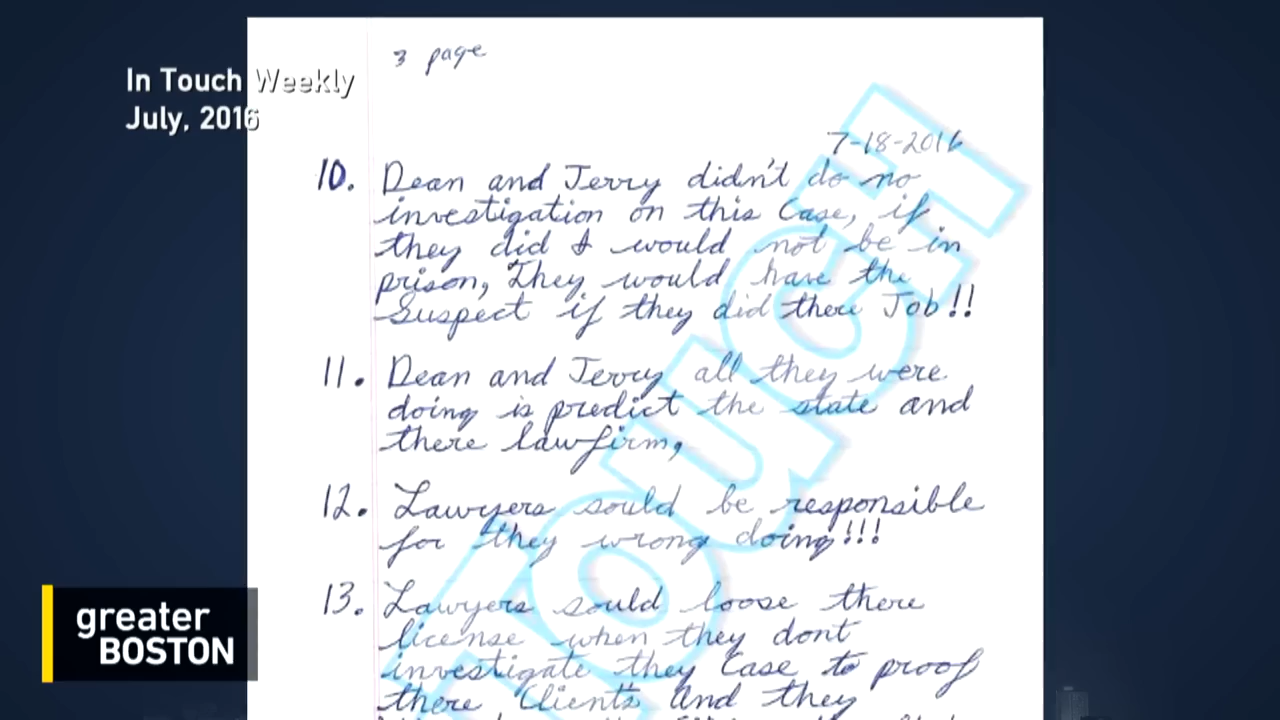 In Touch Weekly
July, 2016
3 page
7-18-2016
10. Dean and Jerry didn't do no
investigation on this Case, if
they did I would not be in
prison, They would have the
Suspect if they did there Job!!
11. Dean and Jerry all they were
doing is predict the state and
there lawfirm,
12. Lawyers sould be responsible
for they wrong doing!!!
13. Lawyers sould loose there
license when they dont
investigate they Case to proof
there Clients and they
TOUCH
greater
BOSTON